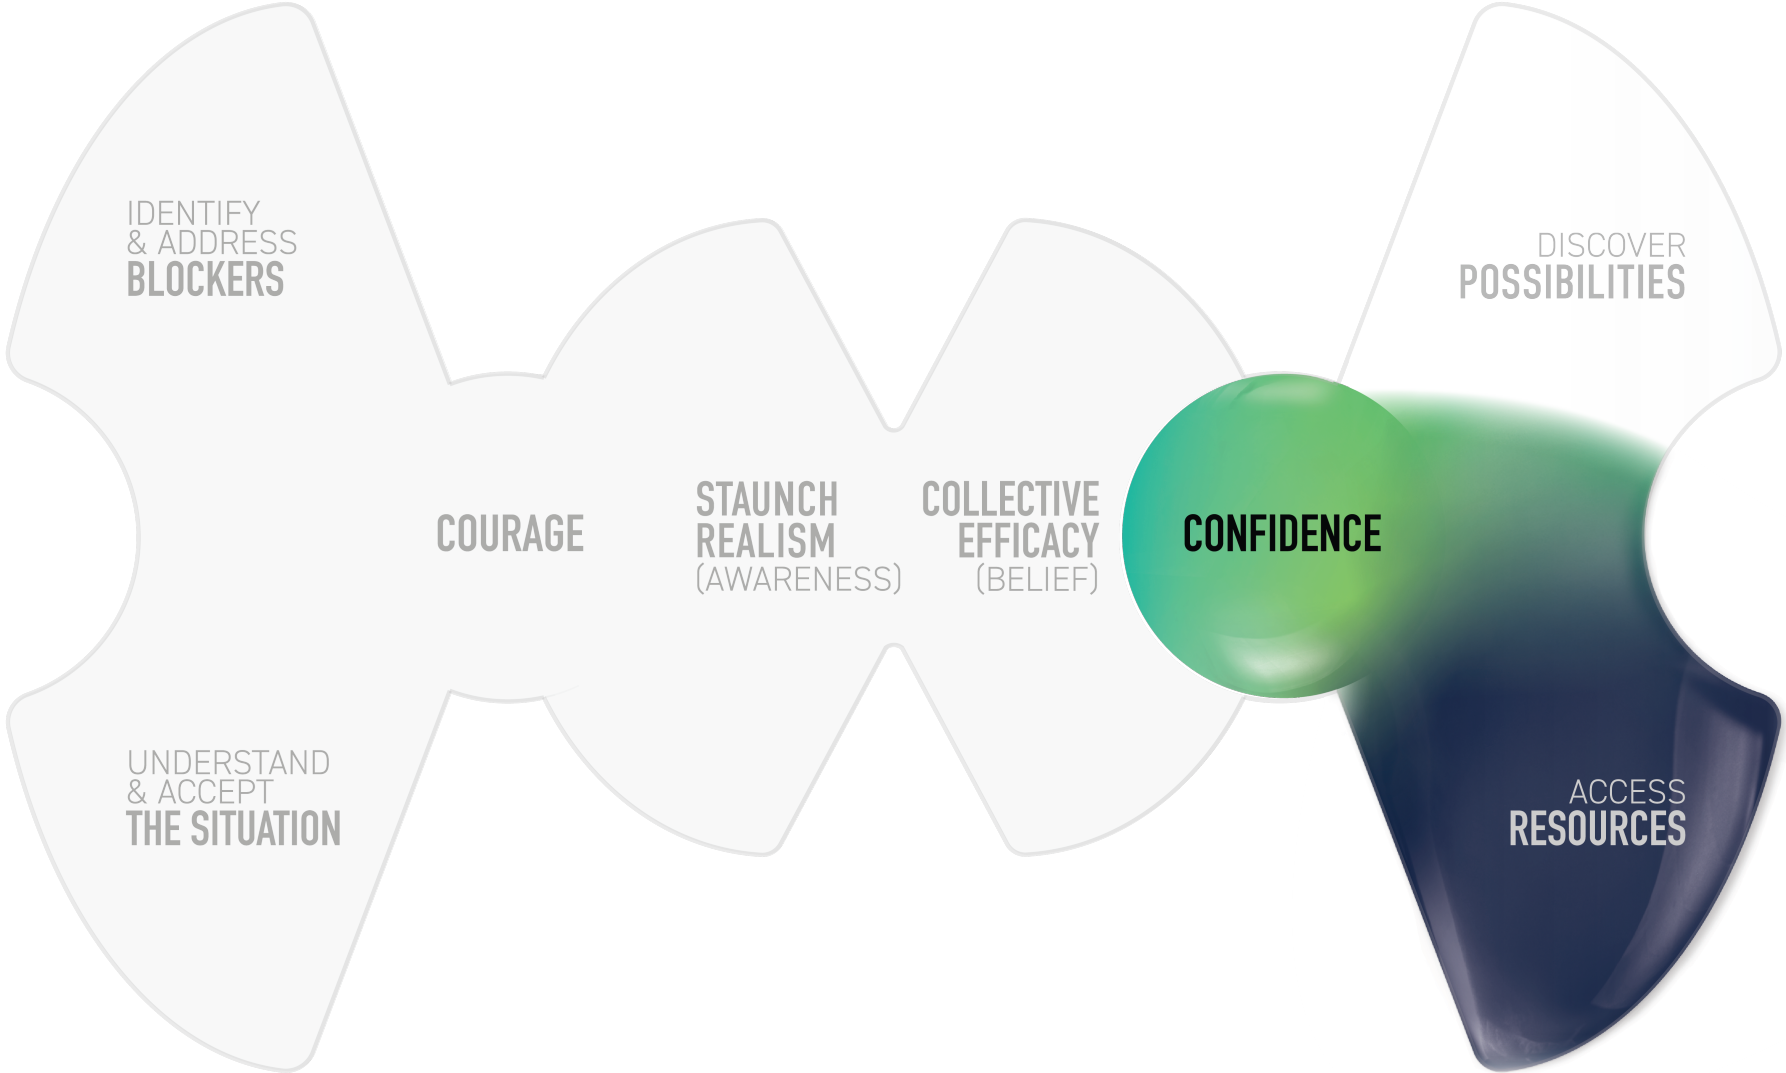 IDENTIFY
& ADDRESS
BLOCKERS
DISCOVER
POSSIBILITIES
COURAGE
STAUNCH
REALISM
(AWARENESS)
COLLECTIVE
EFFICACY
(BELIEF)
CONFIDENCE
UNDERSTAND
& ACCEPT
THE SITUATION
ACCESS
RESOURCES